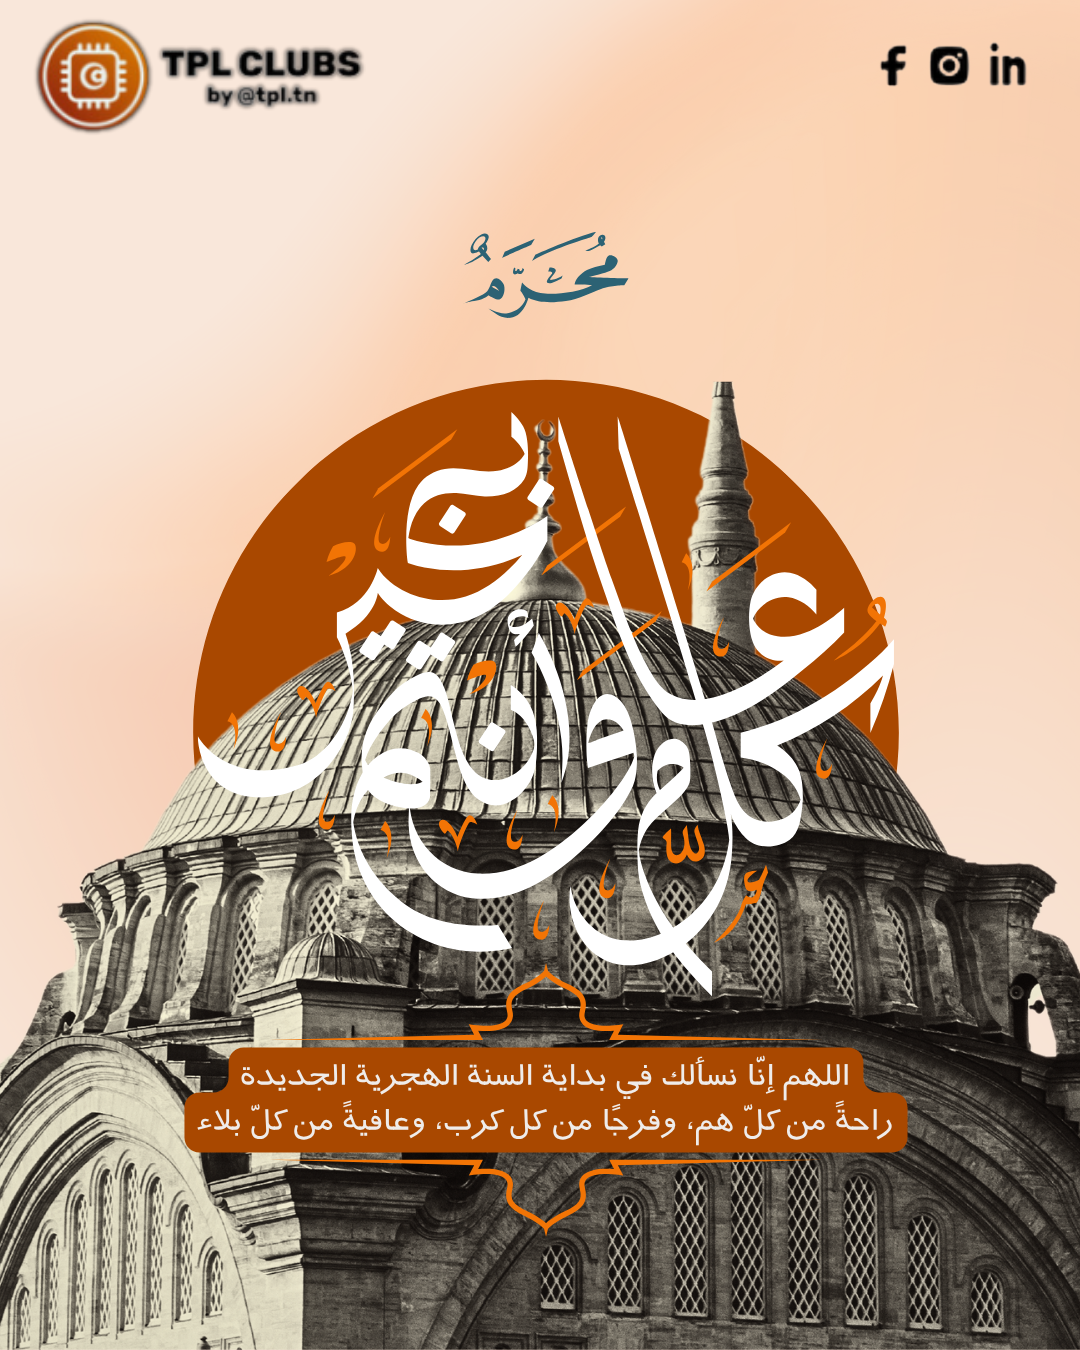 TPL CLUBS
by @tpl.tn
مُحَرَّمٌ
كلّ عام وأنتم بخير
اللهم إنّا نسألك في بداية السنة الهجرية الجديدة
راحةً من كلّ هم، وفرجًا من كل كرب، وعافيةً من كلّ بلاء